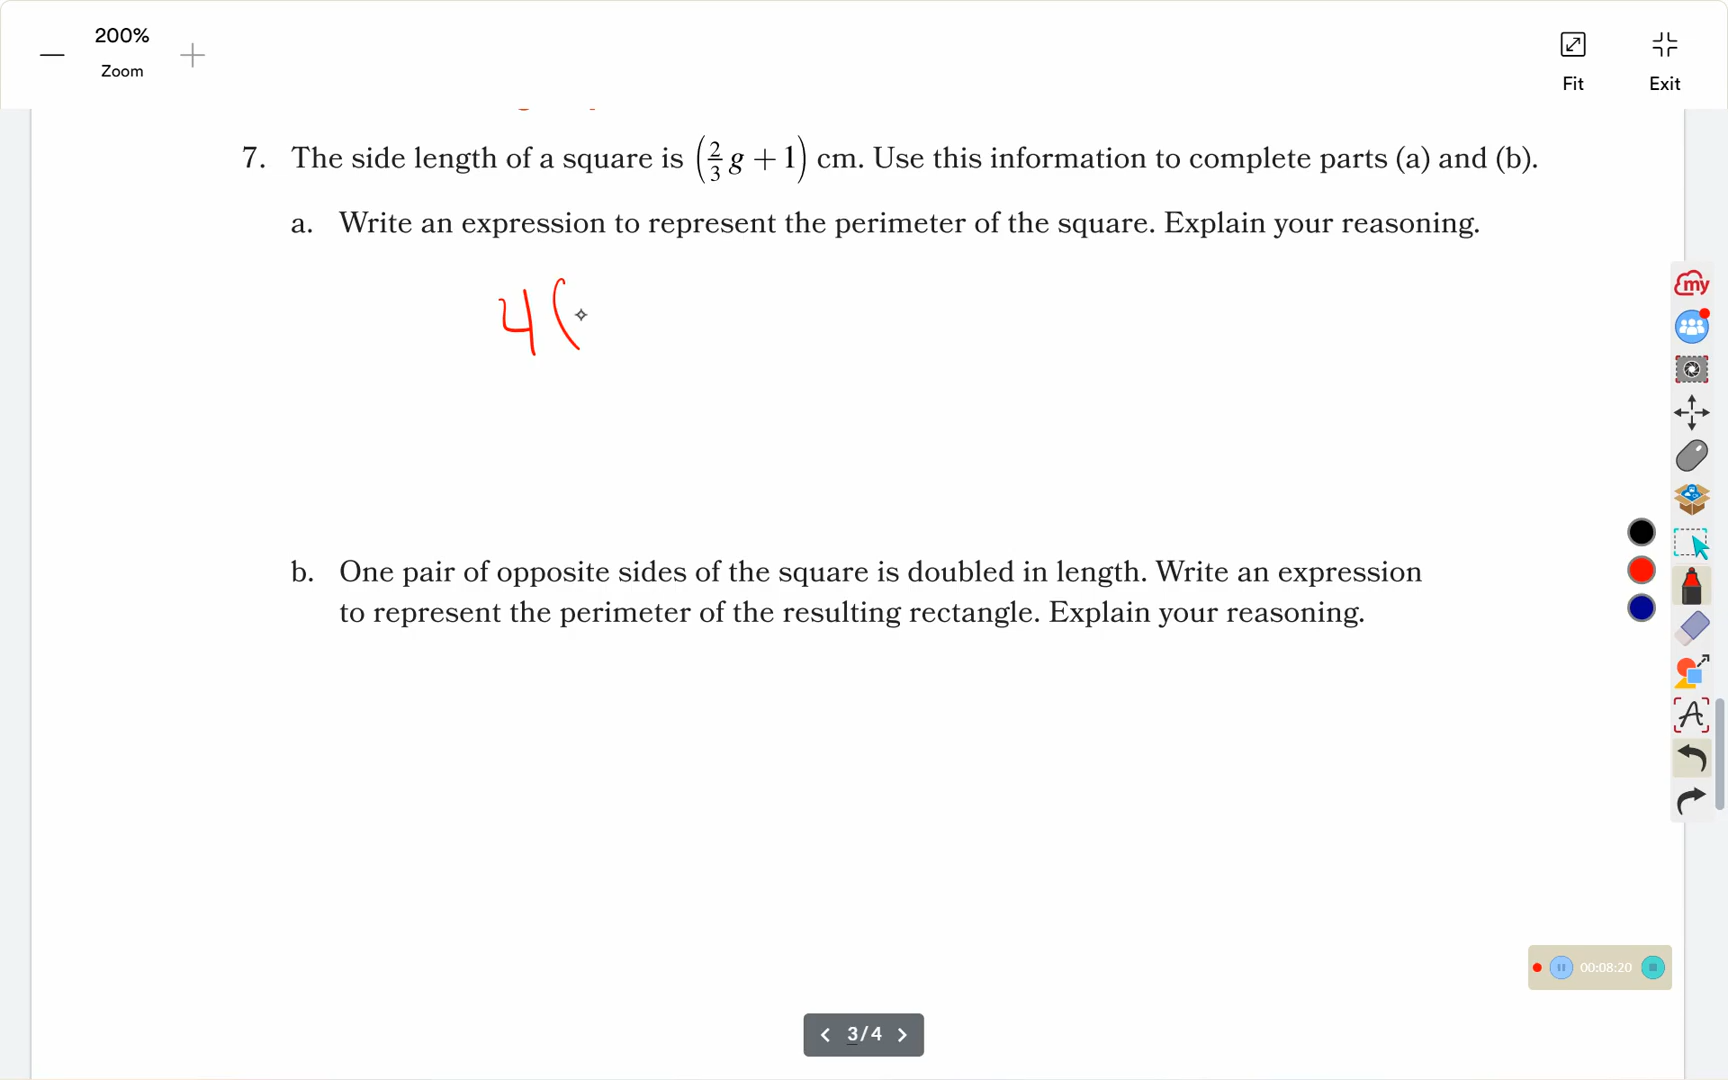 200%
Zoom
Fit
Exit
7. The side length of a square is (2/3 g + 1) cm. Use this information to complete parts (a) and (b).
a. Write an expression to represent the perimeter of the square. Explain your reasoning.
4(
b. One pair of opposite sides of the square is doubled in length. Write an expression
to represent the perimeter of the resulting rectangle. Explain your reasoning.
my
A
00:08:20
3/4